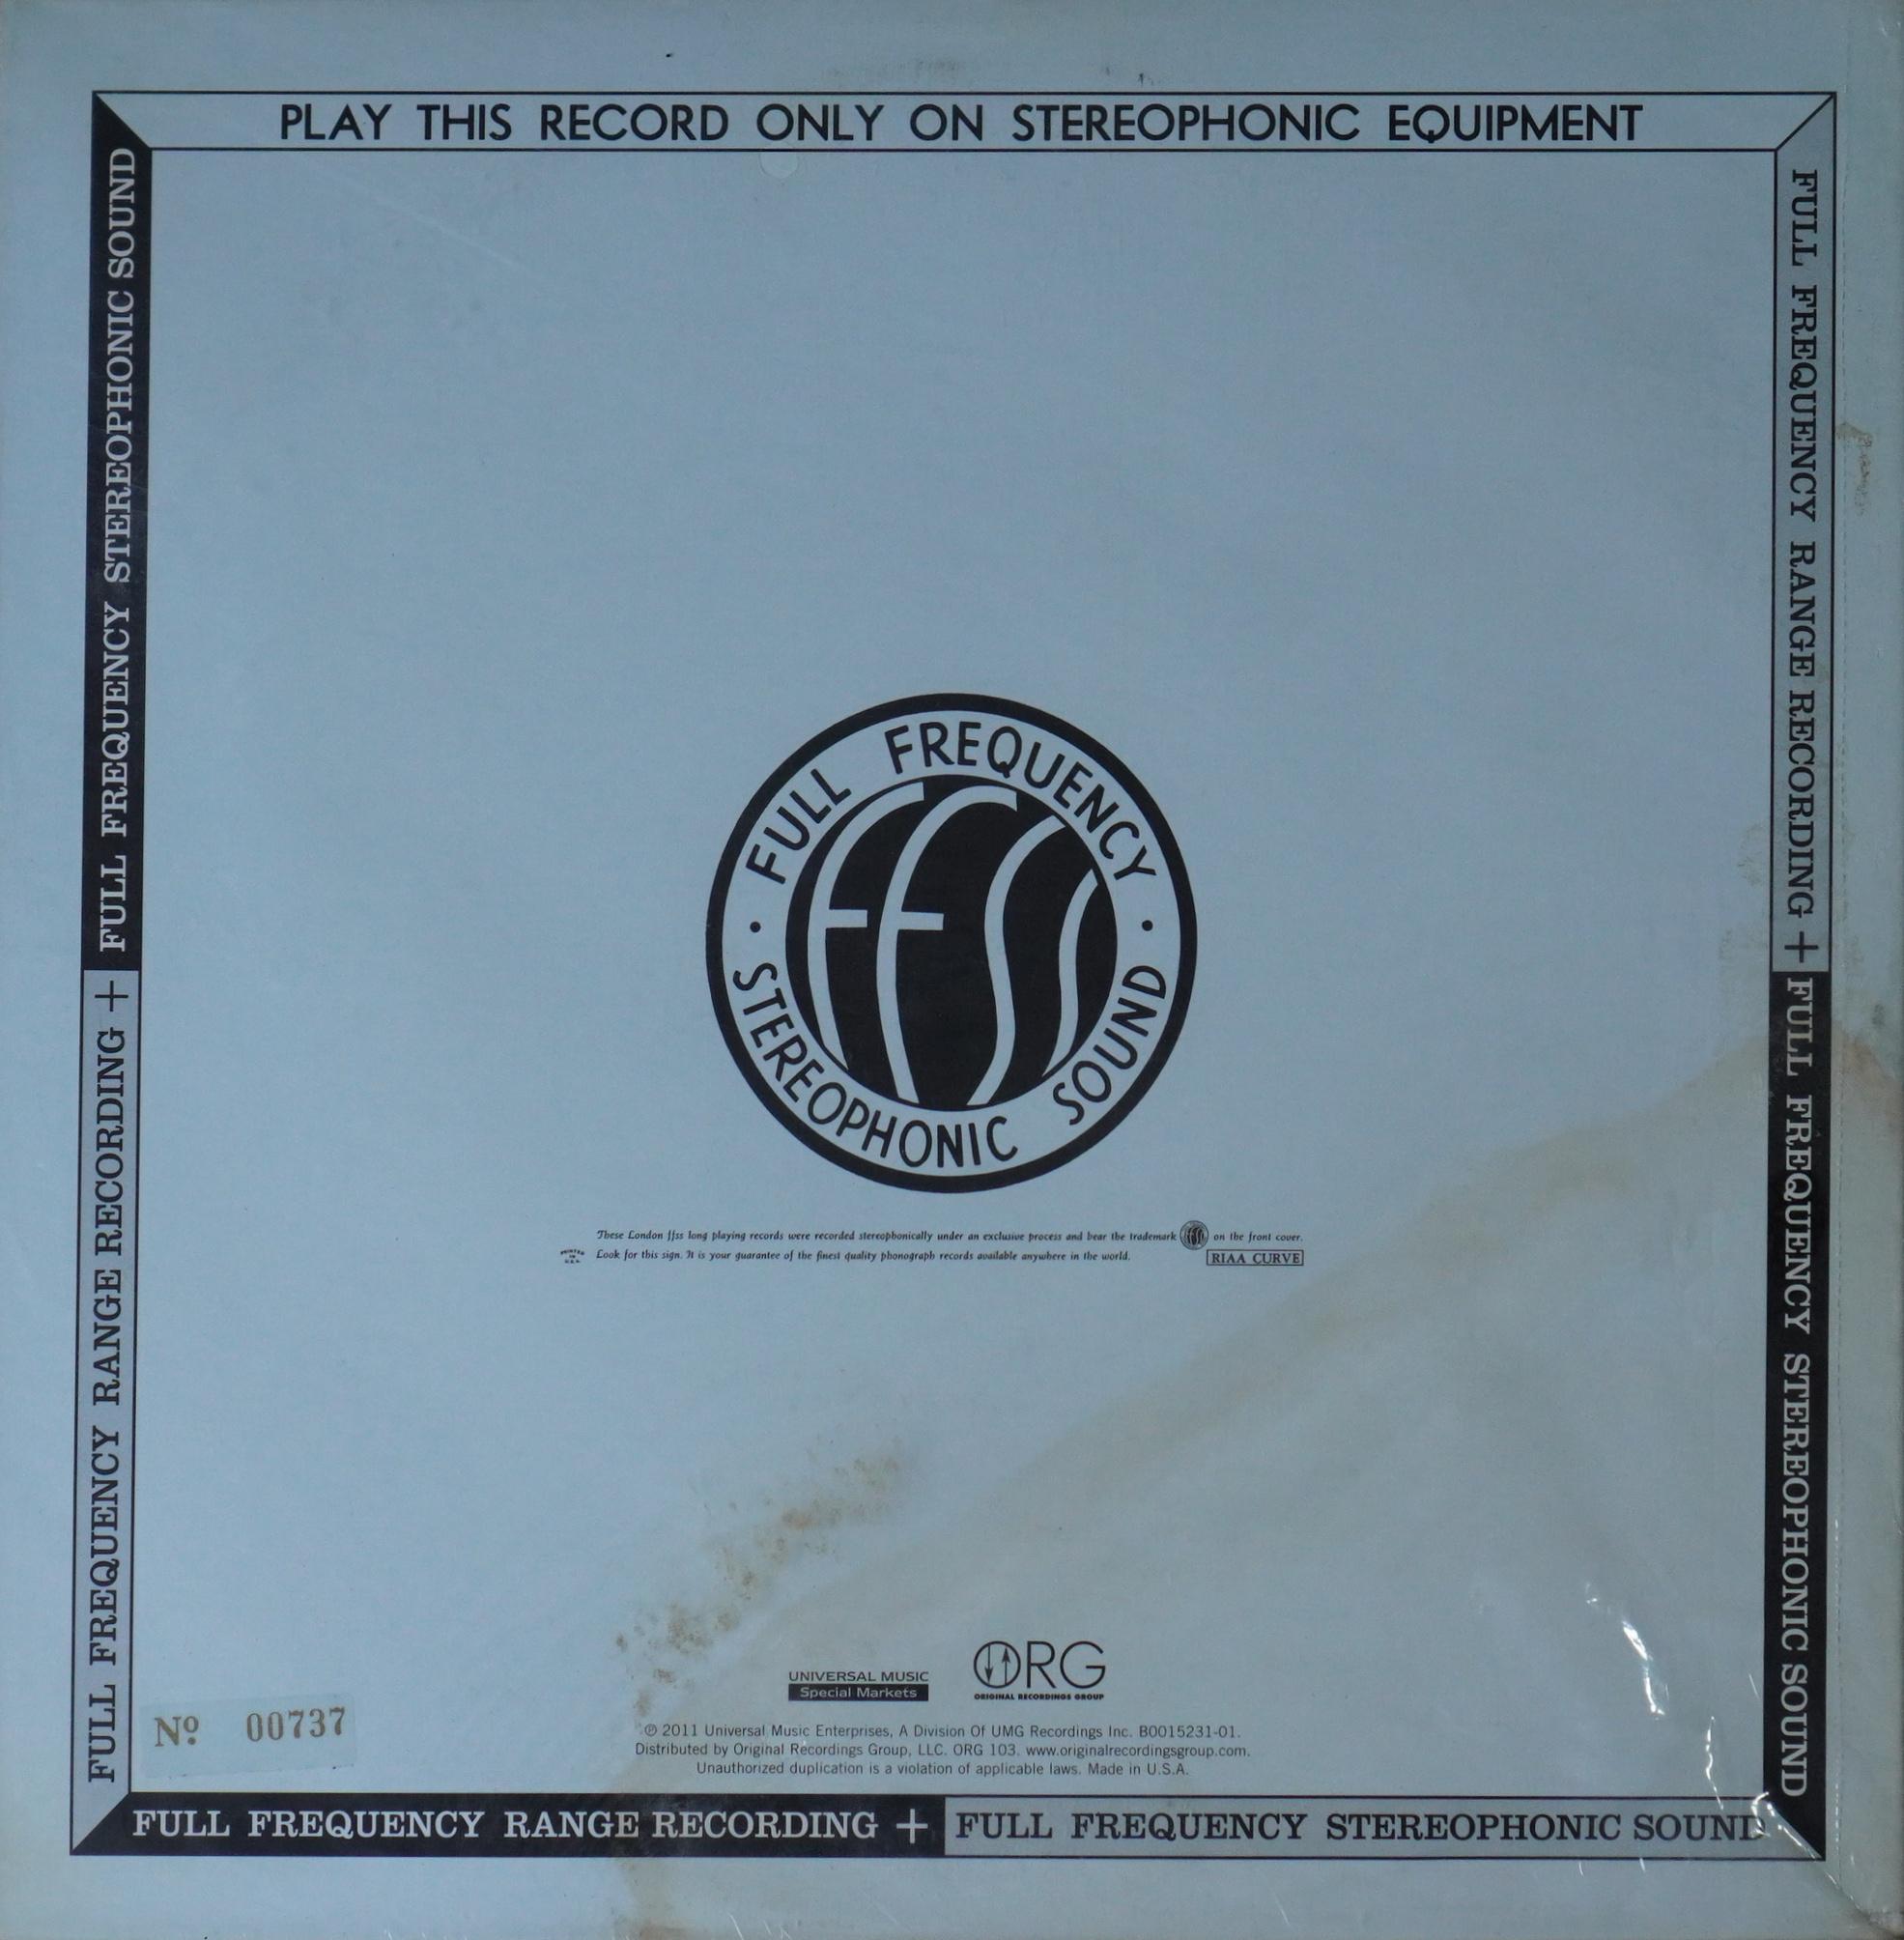 PLAY THIS RECORD ONLY ON STEREOPHONIC EQUIPMENT
FULL FREQUENCY RANGE RECORDING + FULL FREQUENCY STEREOPHONIC SOUND
FULL FREQUENCY RANGE RECORDING + FULL FREQUENCY STEREOPHONIC SOUND
FULL FREQUENCY
FFSS
STEREOPHONIC SOUND
These London ffss long playing records were recorded stereophonically under an exclusive process and bear the trademark FFSS on the front cover.
PRINTED
IN
U.S.A.
Look for this sign. It is your guarantee of the finest quality phonograph records available anywhere in the world.
RIAA CURVE
UNIVERSAL MUSIC
Special Markets
ORG
ORIGINAL RECORDINGS GROUP
Nº 00737
℗ 2011 Universal Music Enterprises, A Division Of UMG Recordings Inc. B0015231-01.
Distributed by Original Recordings Group, LLC. ORG 103. www.originalrecordingsgroup.com.
Unauthorized duplication is a violation of applicable laws. Made in U.S.A.
FULL FREQUENCY RANGE RECORDING + FULL FREQUENCY STEREOPHONIC SOUND